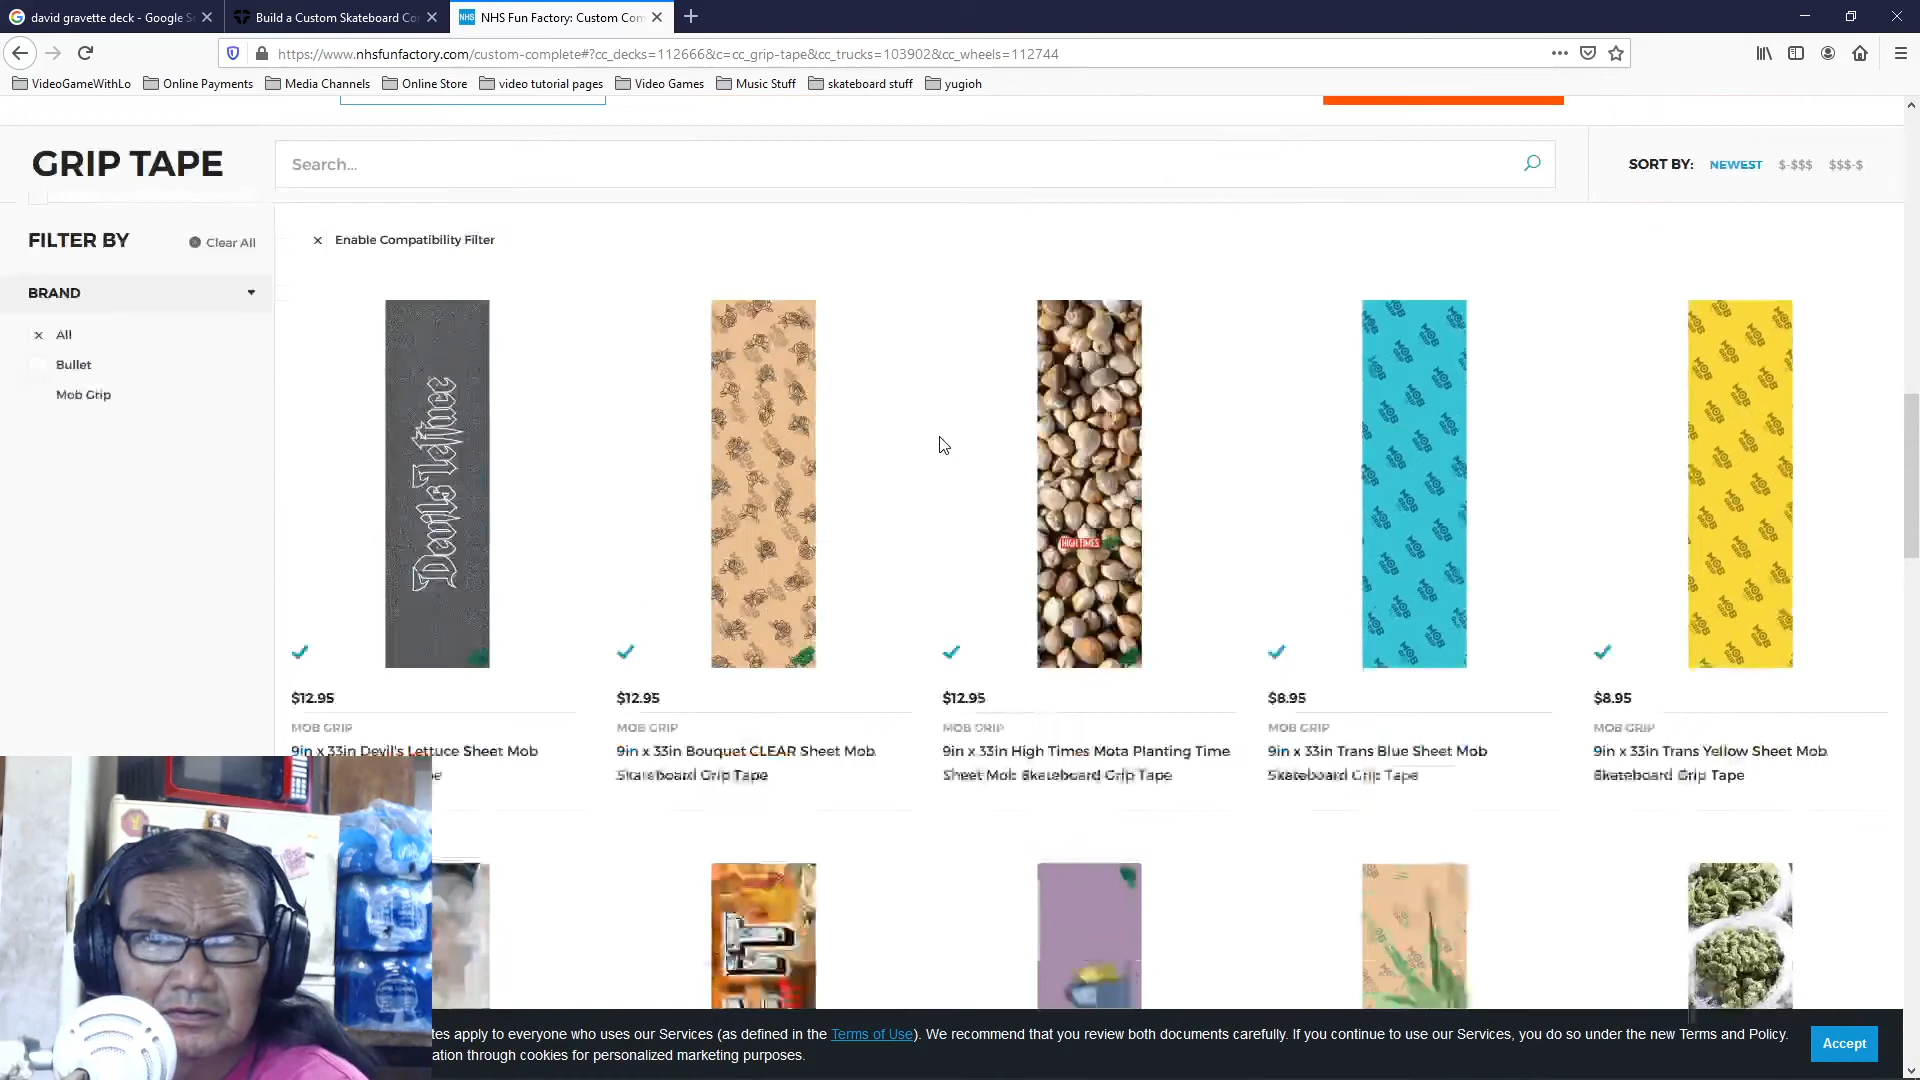 david gravette deck - Google S
Build a Custom Skateboard Co
NHS
NHS Fun Factory: Custom Com
https://www.nhsfunfactory.com/custom-complete#?cc_decks=112666&c=cc_grip-tape&cc_trucks=103902&cc_wheels=112744
VideoGameWithLo
Online Payments
Media Channels
Online Store
video tutorial pages
Video Games
Music Stuff
skateboard stuff
yugioh
GRIP TAPE
Search...
SORT BY: NEWEST $-$$$ $$$-$
FILTER BY
Clear All
Enable Compatibility Filter
BRAND
All
Bullet
Mob Grip
HIGH TIMES
MOB GRIP
MOB GRIP
$12.95
$12.95
$12.95
$8.95
$8.95
MOB GRIP
MOB GRIP
MOB GRIP
MOB GRIP
MOB GRIP
9in x 33in Devil's Lettuce Sheet Mob
9in x 33in Bouquet CLEAR Sheet Mob
Skateboard Grip Tape
9in x 33in High Times Mota Planting Time
Sheet Mob Skateboard Grip Tape
9in x 33in Trans Blue Sheet Mob
Skateboard Grip Tape
9in x 33in Trans Yellow Sheet Mob
Skateboard Grip Tape
tes apply to everyone who uses our Services (as defined in the Terms of Use). We recommend that you review both documents carefully. If you continue to use our Services, you do so under the new Terms and Policy.
ation through cookies for personalized marketing purposes.
Accept